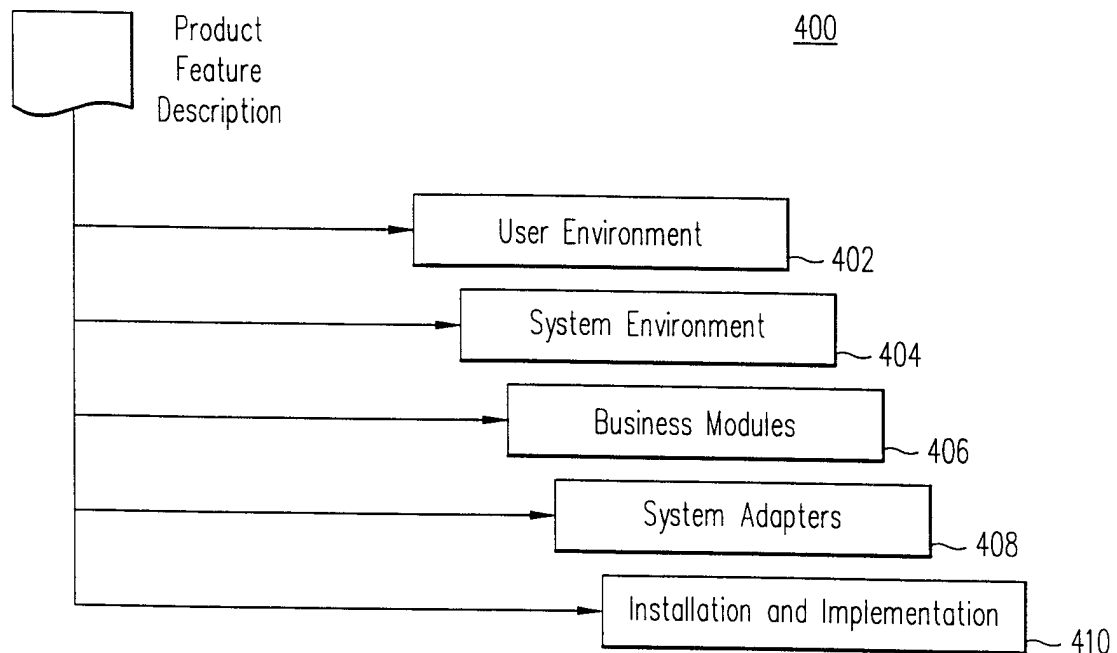 Product
Feature
Description
400
User Environment
402
System Environment
404
Business Modules
406
System Adapters
408
Installation and Implementation
410